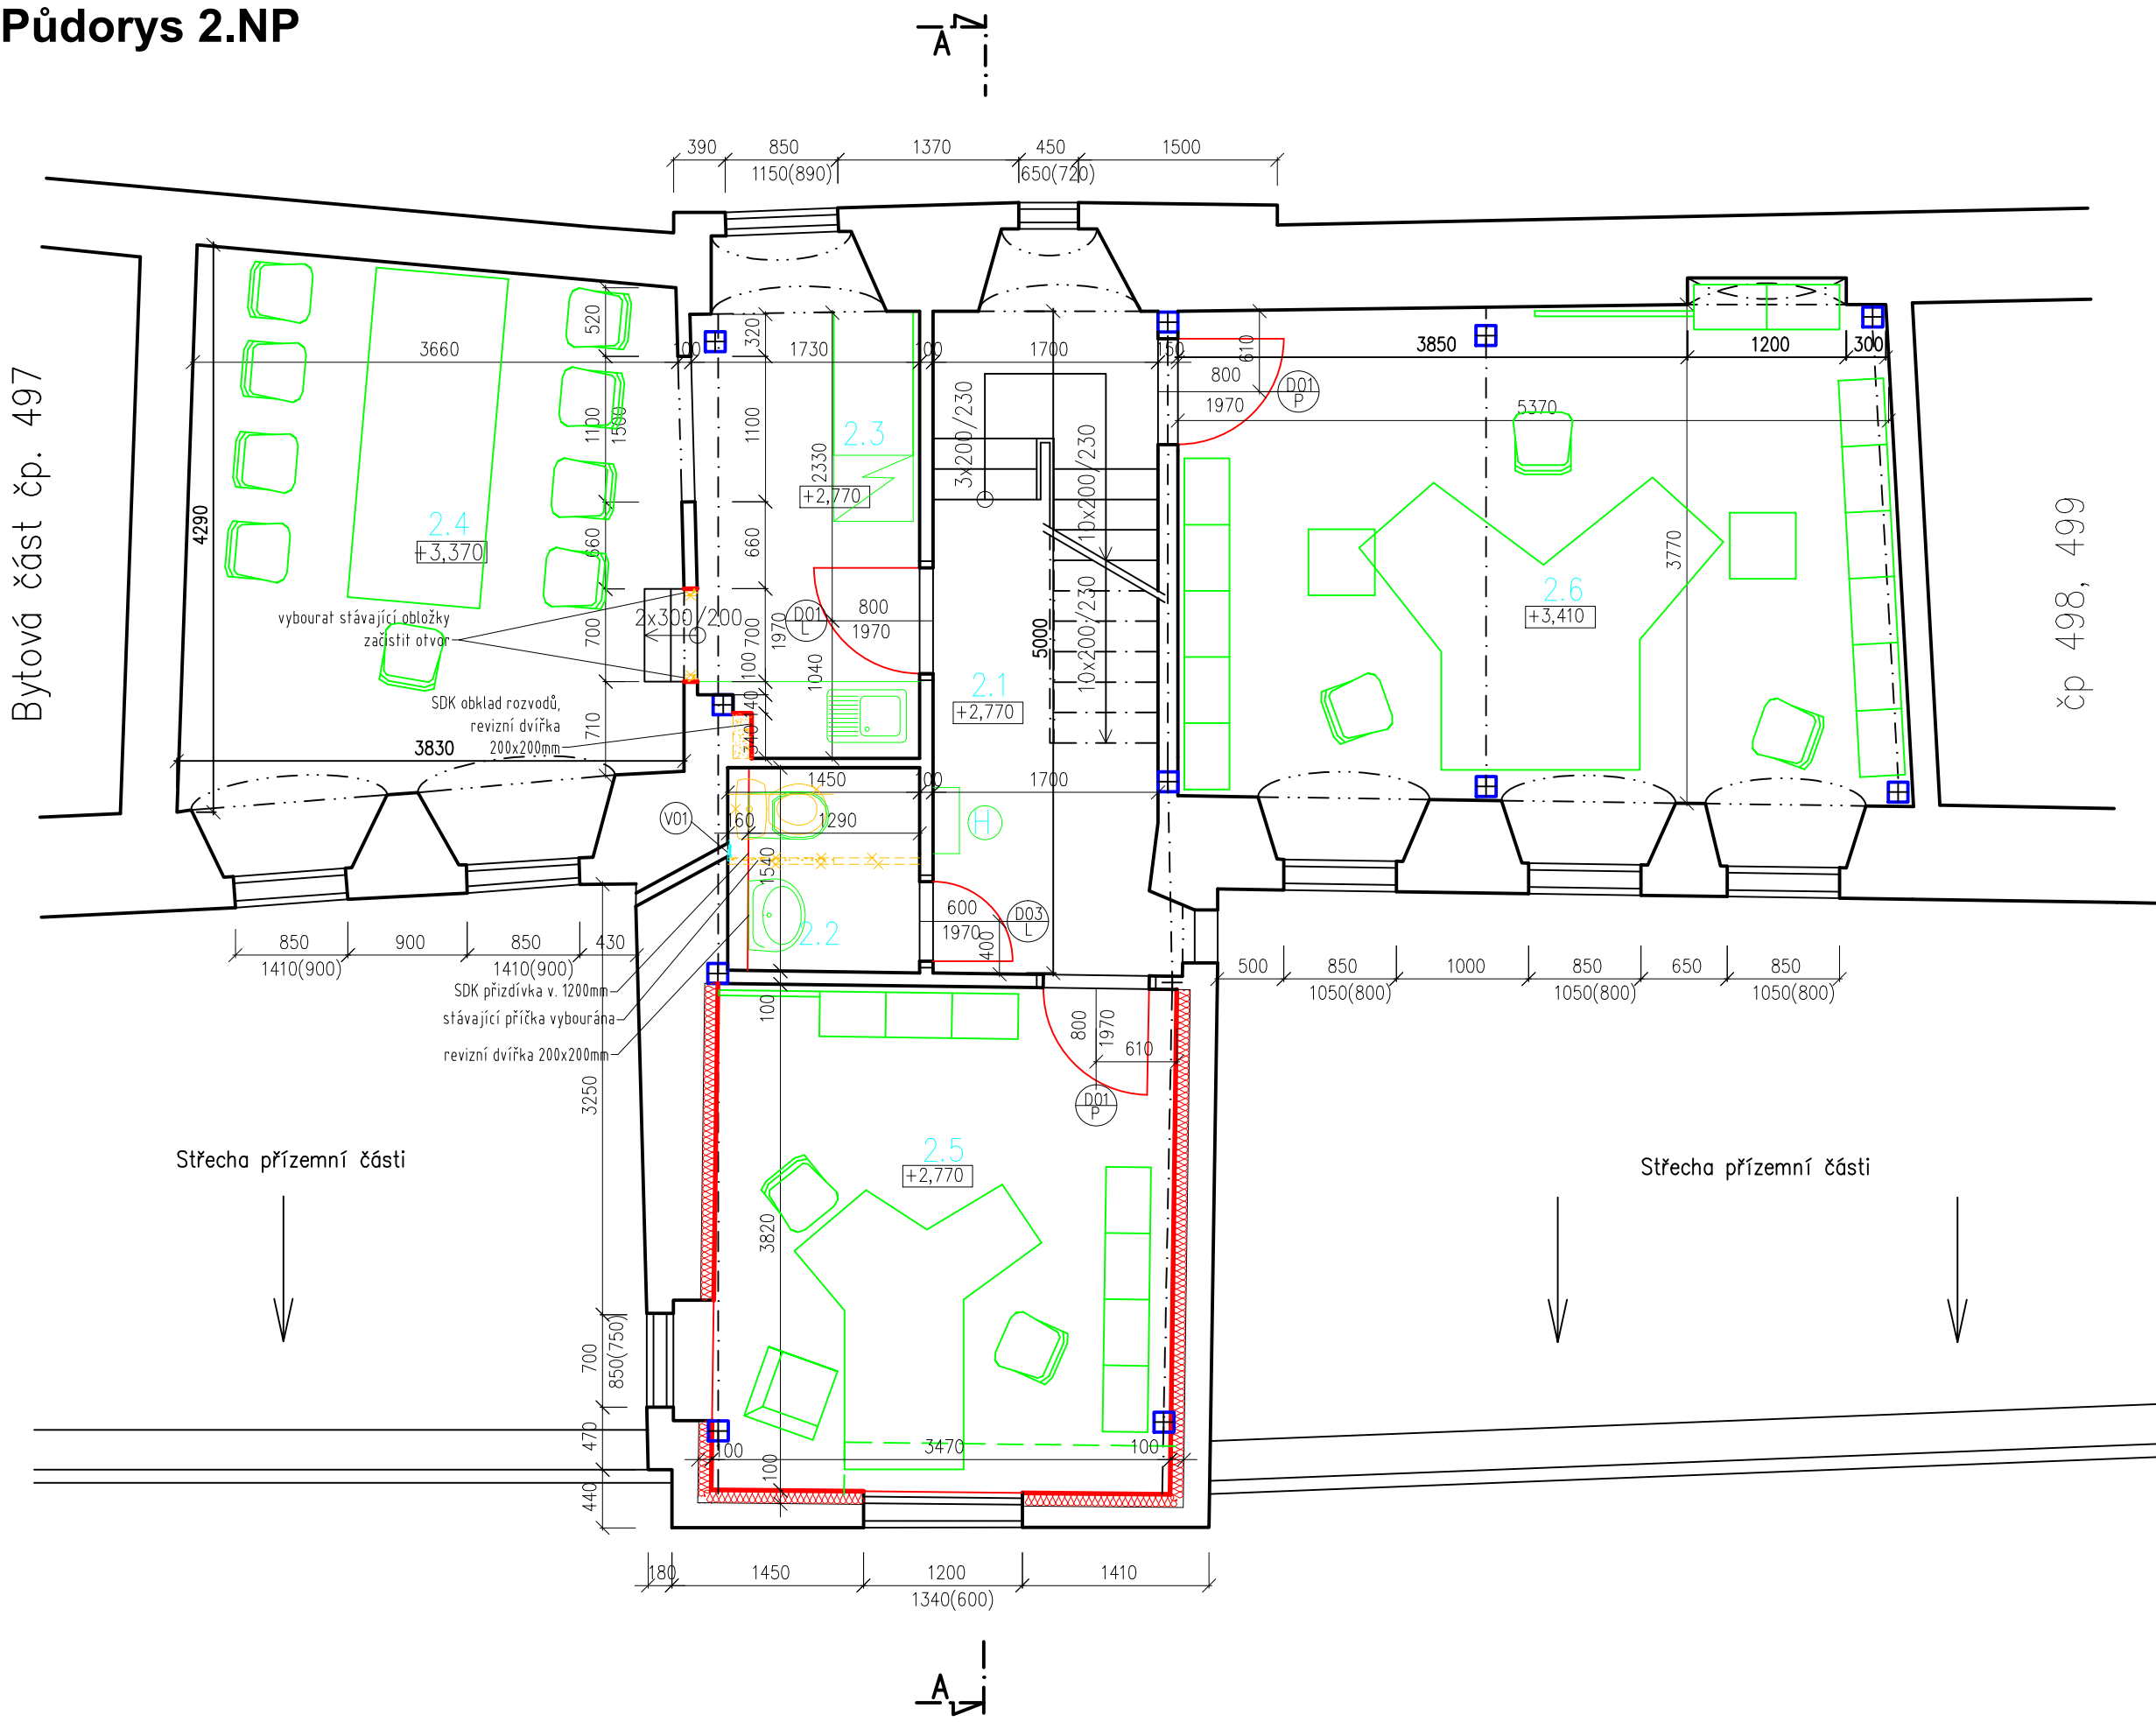 Půdorys 2.NP
A
390 850 1370 450 1500
1150(890) 650(720)
Bytová část čp. 497
4290
3660 100 1730 100 1700 150
3850 1200 300
520
320
610
800
1970
D01
P
5370
1100
1500
1100
2330
2.3
+2,770
3x200/230
10x200/230
2.4
+3,370
660
660
3770
2.6
+3,410
čp 498, 499
vybourat stávající obložky
začistit otvor
2x300/200
700
700
1970
D01
L
800
1970
100
1040
5000
10x200/230
2.1
+2,770
SDK obklad rozvodů,
revizní dvířka
200x200mm
140
340
710
3830
1450 100 1700
V01
160 1290
H
1540
2.2
600
1970
400
D03
L
850 900 850 430
1410(900) 1410(900)
500 850 1000 850 650 850
1050(800) 1050(800) 1050(800)
SDK přizdívka v. 1200mm
stávající příčka vybourána
revizní dvířka 200x200mm
100
800
1970
610
D01
P
3250
2.5
+2,770
Střecha přízemní části
Střecha přízemní části
3820
700
850(750)
470
440
100 3470 100
100
180 1450 1200 1410
1340(600)
A